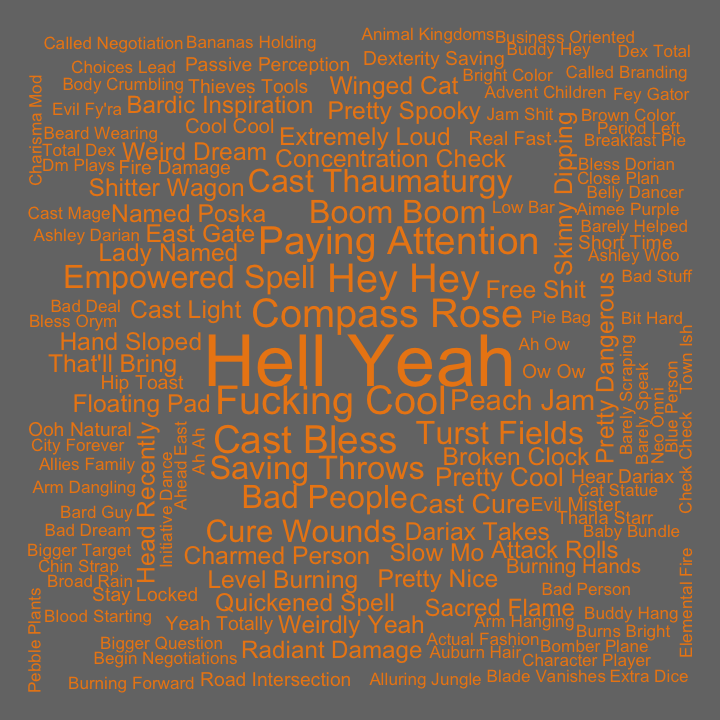 Called Negotiation
Bananas Holding
Animal Kingdoms
Business Oriented
Buddy Hey
Dex Total
Choices Lead
Passive Perception
Dexterity Saving
Bright Color
Called Branding
Charisma Mod
Body Crumbling
Thieves Tools
Winged Cat
Advent Children
Fey Gator
Evil Fy'ra
Bardic Inspiration
Pretty Spooky
Jam Shit
Brown Color
Beard Wearing
Cool Cool
Extremely Loud
Real Fast
Skinny Dipping
Period Left
Breakfast Pie
Total Dex
Weird Dream
Concentration Check
Bless Dorian
Dm Plays
Fire Damage
Close Plan
Shitter Wagon
Cast Thaumaturgy
Belly Dancer
Cast Mage
Named Poska
Boom Boom
Low Bar
Aimee Purple
Barely Helped
Ashley Darian
East Gate
Paying Attention
Short Time
Lady Named
Ashley Woo
Empowered Spell
Hey Hey
Free Shit
Pretty Dangerous
Bad Stuff
Bad Deal
Cast Light
Compass Rose
Pie Bag
Bit Hard
Bless Orym
Hand Sloped
Hell Yeah
Ah Ow
Town Ish
That'll Bring
Ow Ow
Barely Scraping
Barely Speak
Neo Omni
Blue Person
Hip Toast
Floating Pad
Fucking Cool
Peach Jam
Check Check
Ooh Natural
Head Recently
Ahead East
Ah Ah
Cast Bless
Turst Fields
City Forever
Initiative Dance
Allies Family
Saving Throws
Broken Clock
Arm Dangling
Pretty Cool
Hear Dariax
Bard Guy
Bad People
Cast Cure
Evil Mister
Cat Statue
Bad Dream
Cure Wounds
Dariax Takes
Tharla Starr
Baby Bundle
Bigger Target
Charmed Person
Slow Mo
Attack Rolls
Chin Strap
Burning Hands
Broad Rain
Level Burning
Pretty Nice
Elemental Fire
Stay Locked
Bad Person
Pebble Plants
Blood Starting
Quickened Spell
Sacred Flame
Buddy Hang
Yeah Totally
Weirdly Yeah
Arm Hanging
Burns Bright
Bigger Question
Radiant Damage
Actual Fashion
Bomber Plane
Begin Negotiations
Auburn Hair
Character Player
Burning Forward
Road Intersection
Alluring Jungle
Blade Vanishes
Extra Dice